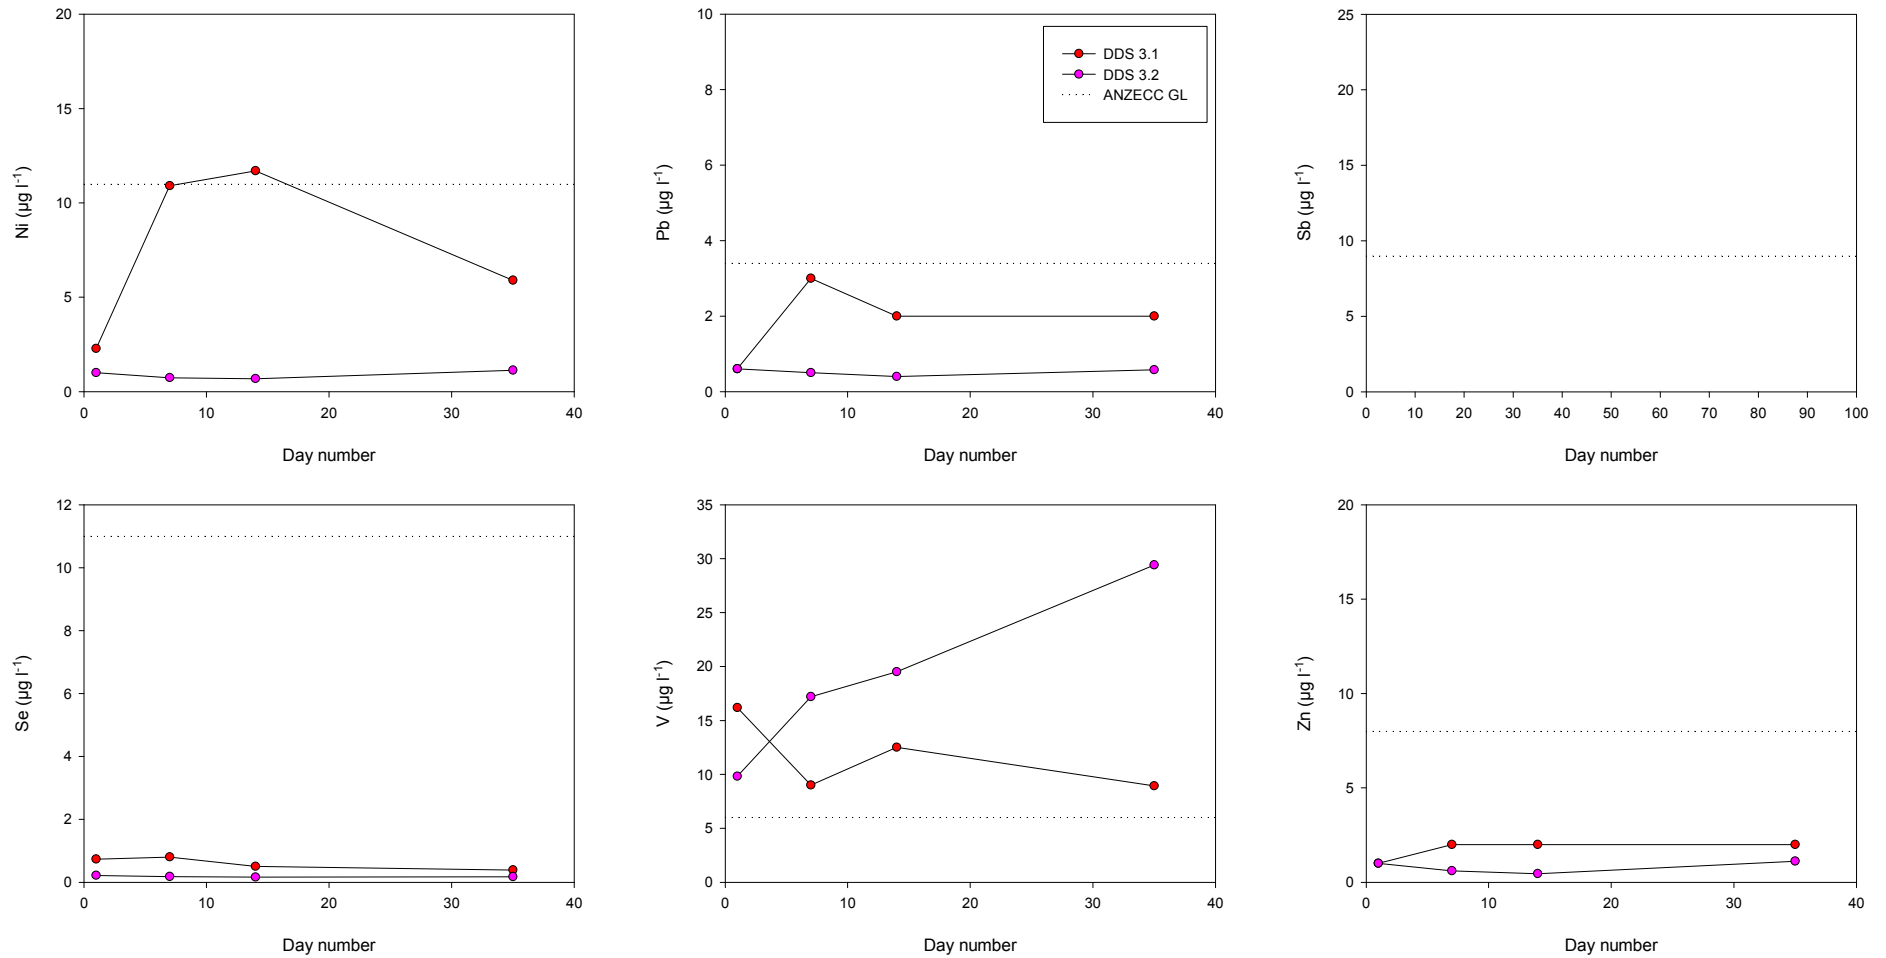 20
15
10
5
0
Ni (µg l⁻¹)
0 10 20 30 40
Day number
10
8
6
4
2
0
Pb (µg l⁻¹)
DDS 3.1
DDS 3.2
ANZECC GL
0 10 20 30 40
Day number
25
20
15
10
5
0
Sb (µg l⁻¹)
0 10 20 30 40 50 60 70 80 90 100
Day number
12
10
8
6
4
2
0
Se (µg l⁻¹)
0 10 20 30 40
Day number
35
30
25
20
15
10
5
0
V (µg l⁻¹)
0 10 20 30 40
Day number
20
15
10
5
0
Zn (µg l⁻¹)
0 10 20 30 40
Day number